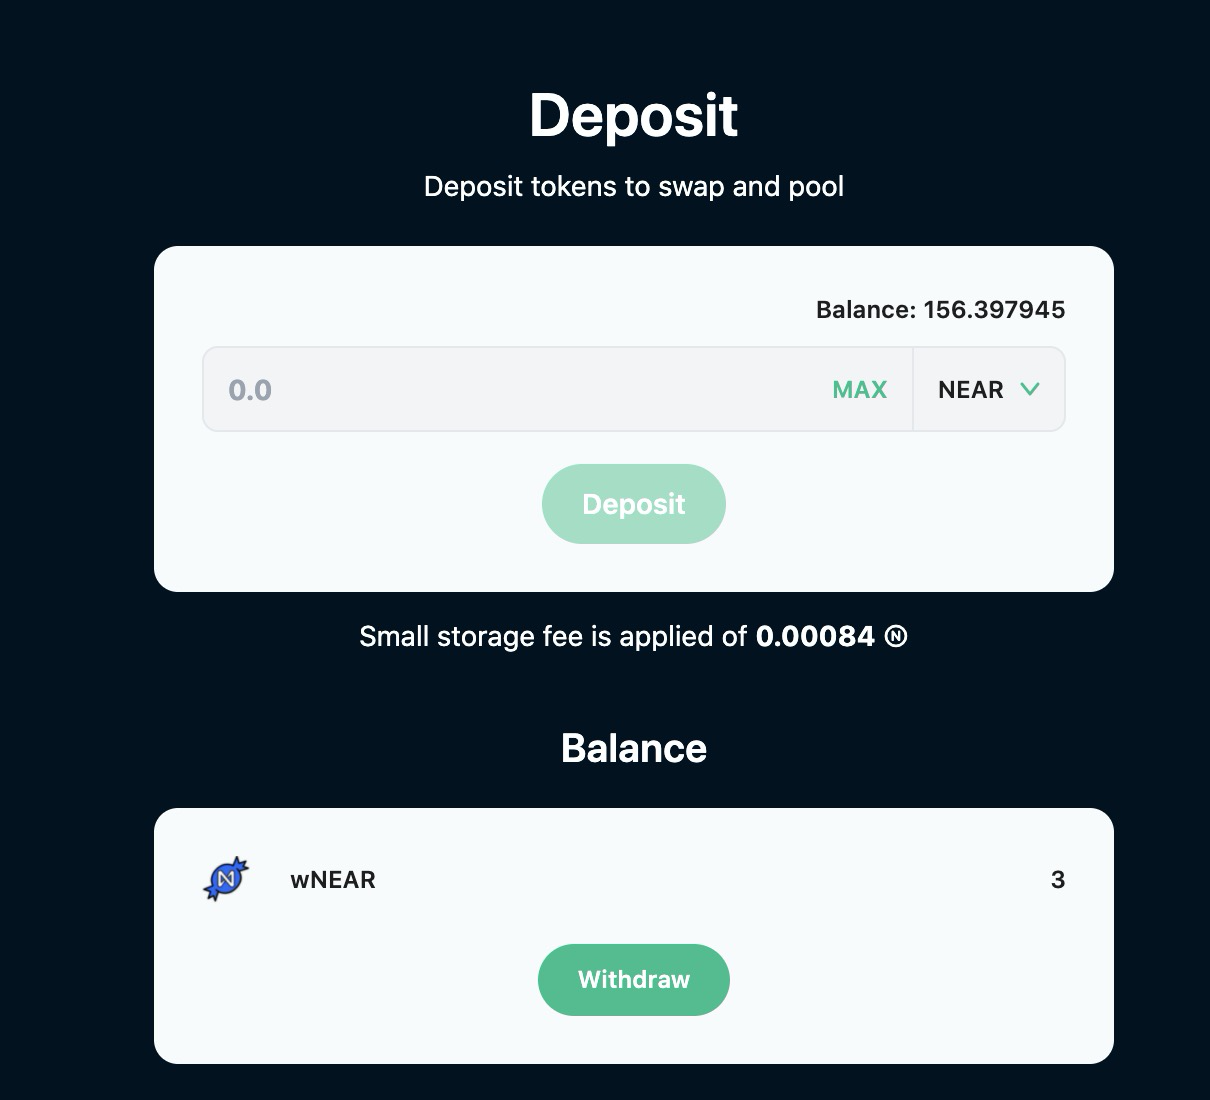 Deposit
Deposit tokens to swap and pool
Balance: 156.397945
0.0 MAX NEAR
Deposit
Small storage fee is applied of 0.00084 Ⓝ
Balance
wNEAR 3
Withdraw